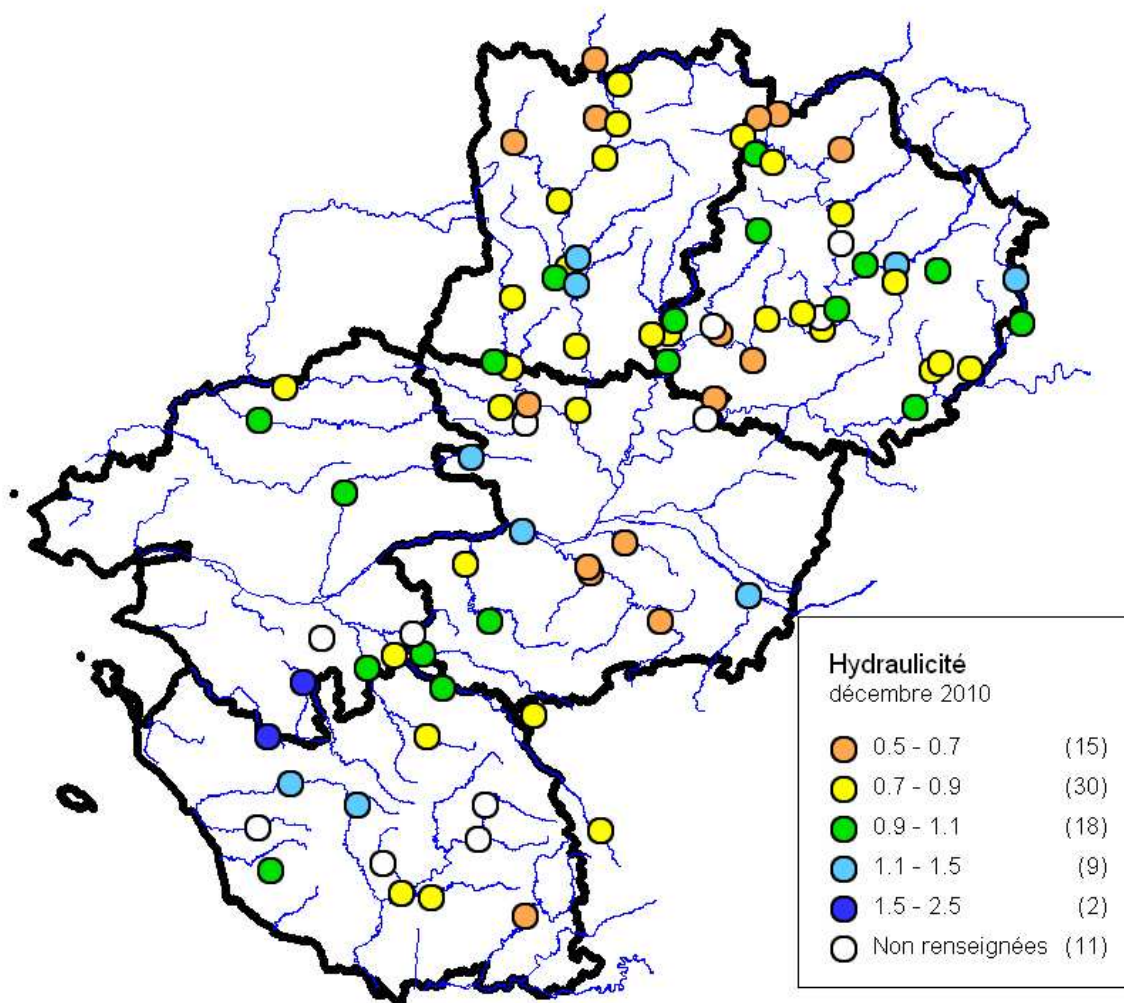 Hydraulicité
décembre 2010
0.5 - 0.7 (15)
0.7 - 0.9 (30)
0.9 - 1.1 (18)
1.1 - 1.5 (9)
1.5 - 2.5 (2)
Non renseignées (11)